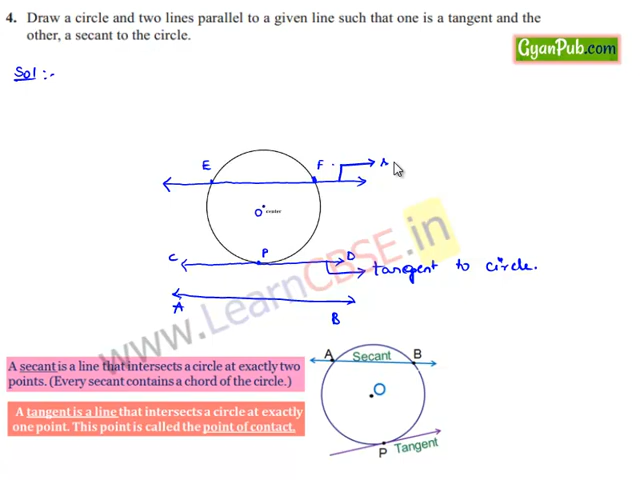 4. Draw a circle and two lines parallel to a given line such that one is a tangent and the
other, a secant to the circle.
GyanPub.com
Sol :-
E
F
O
center
C
P
D
tangent to circle.
A
B
www.LearnCBSE.in
A secant is a line that intersects a circle at exactly two
points. (Every secant contains a chord of the circle.)
A tangent is a line that intersects a circle at exactly
one point. This point is called the point of contact.
A
Secant
B
O
P
Tangent